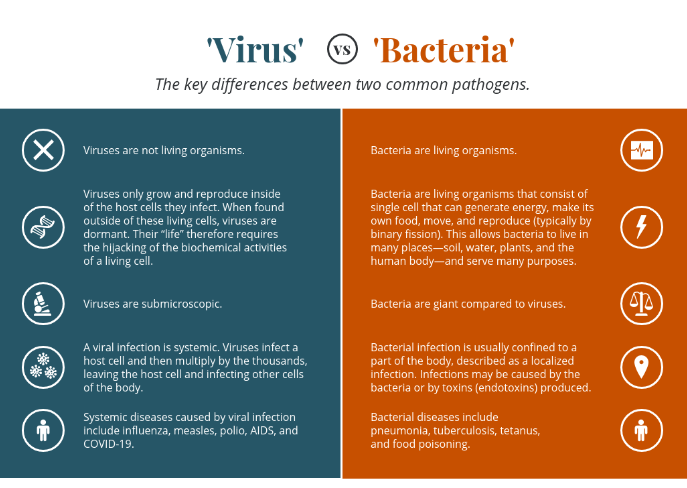 'Virus' vs 'Bacteria'
The key differences between two common pathogens.
Viruses are not living organisms.
Viruses only grow and reproduce inside
of the host cells they infect. When found
outside of these living cells, viruses are
dormant. Their “life” therefore requires
the hijacking of the biochemical activities
of a living cell.
Viruses are submicroscopic.
A viral infection is systemic. Viruses infect a
host cell and then multiply by the thousands,
leaving the host cell and infecting other cells
of the body.
Systemic diseases caused by viral infection
include influenza, measles, polio, AIDS, and
COVID-19.
Bacteria are living organisms.
Bacteria are living organisms that consist of
single cell that can generate energy, make its
own food, move, and reproduce (typically by
binary fission). This allows bacteria to live in
many places—soil, water, plants, and the
human body—and serve many purposes.
Bacteria are giant compared to viruses.
Bacterial infection is usually confined to a
part of the body, described as a localized
infection. Infections may be caused by the
bacteria or by toxins (endotoxins) produced.
Bacterial diseases include
pneumonia, tuberculosis, tetanus,
and food poisoning.